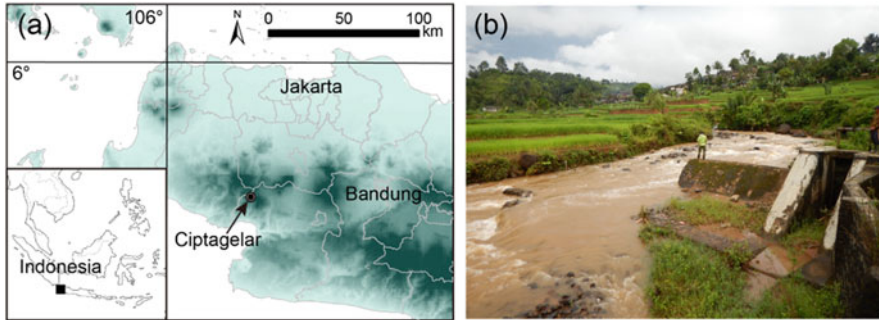 (a)
106°
N
0 50 100
km
6°
Jakarta
Bandung
Ciptagelar
Indonesia
(b)